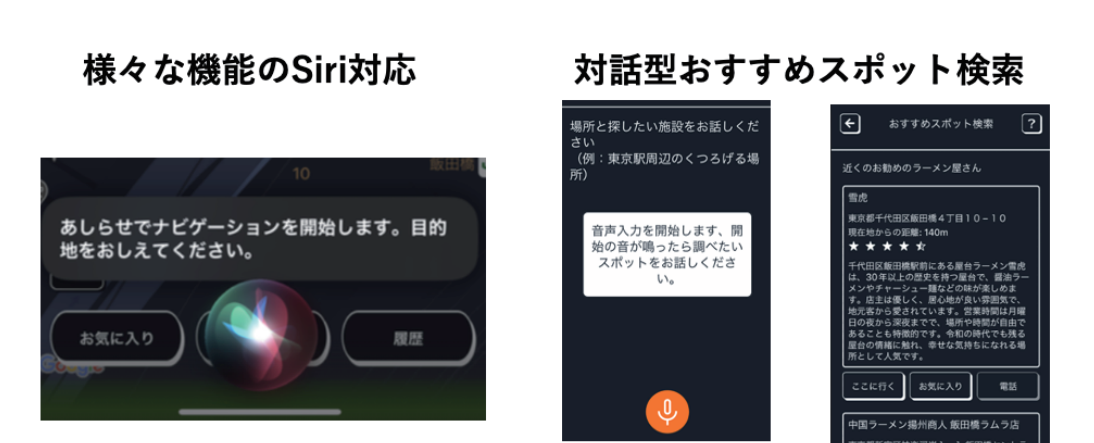 様々な機能のSiri対応
10
飯田橋
あしらせでナビゲーションを開始します。目的
地をおしえてください。
お気に入り
履歴
Google
対話型おすすめスポット検索
場所と探したい施設をお話しくだ
さい
（例：東京駅周辺のくつろげる場
所）
音声入力を開始します、開
始の音が鳴ったら調べたい
スポットをお話しくださ
い。
おすすめスポット検索
?
近くのお勧めのラーメン屋さん
雪虎
東京都千代田区飯田橋４丁目１０−１０
現在地からの距離: 140m
千代田区飯田橋駅前にある屋台ラーメン雪虎
は、30年以上の歴史を持つ屋台で、醤油ラー
メンやチャーシュー麺などの味が楽しめま
す。店主は優しく、居心地が良い雰囲気で、
地元客から愛されています。営業時間は月曜
日の夜から深夜までで、場所や時間が自由で
あることも特徴的です。令和の時代でも残る
屋台の情緒に触れ、幸せな気持ちになれる場
所として人気です。
ここに行く
お気に入り
電話
中国ラーメン揚州商人 飯田橋ラムラ店